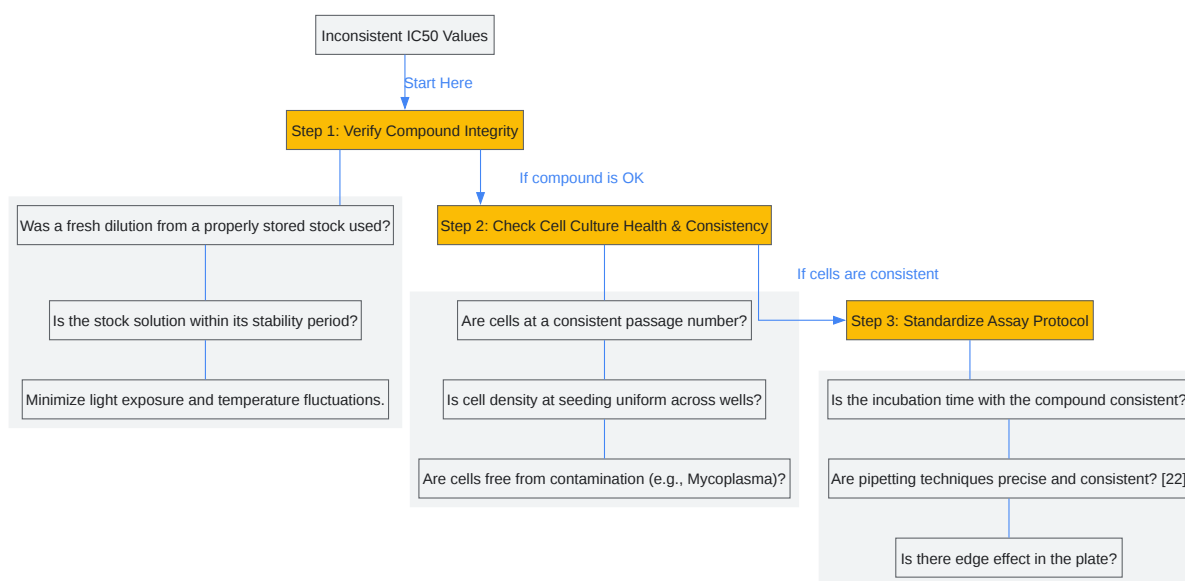 Inconsistent IC50 Values
Start Here
Step 1: Verify Compound Integrity
If compound is OK
Was a fresh dilution from a properly stored stock used?
Step 2: Check Cell Culture Health & Consistency
If cells are consistent
Is the stock solution within its stability period?
Are cells at a consistent passage number?
Step 3: Standardize Assay Protocol
Minimize light exposure and temperature fluctuations.
Is cell density at seeding uniform across wells?
Is the incubation time with the compound consistent?
Are cells free from contamination (e.g., Mycoplasma)?
Are pipetting techniques precise and consistent? [22]
Is there edge effect in the plate?